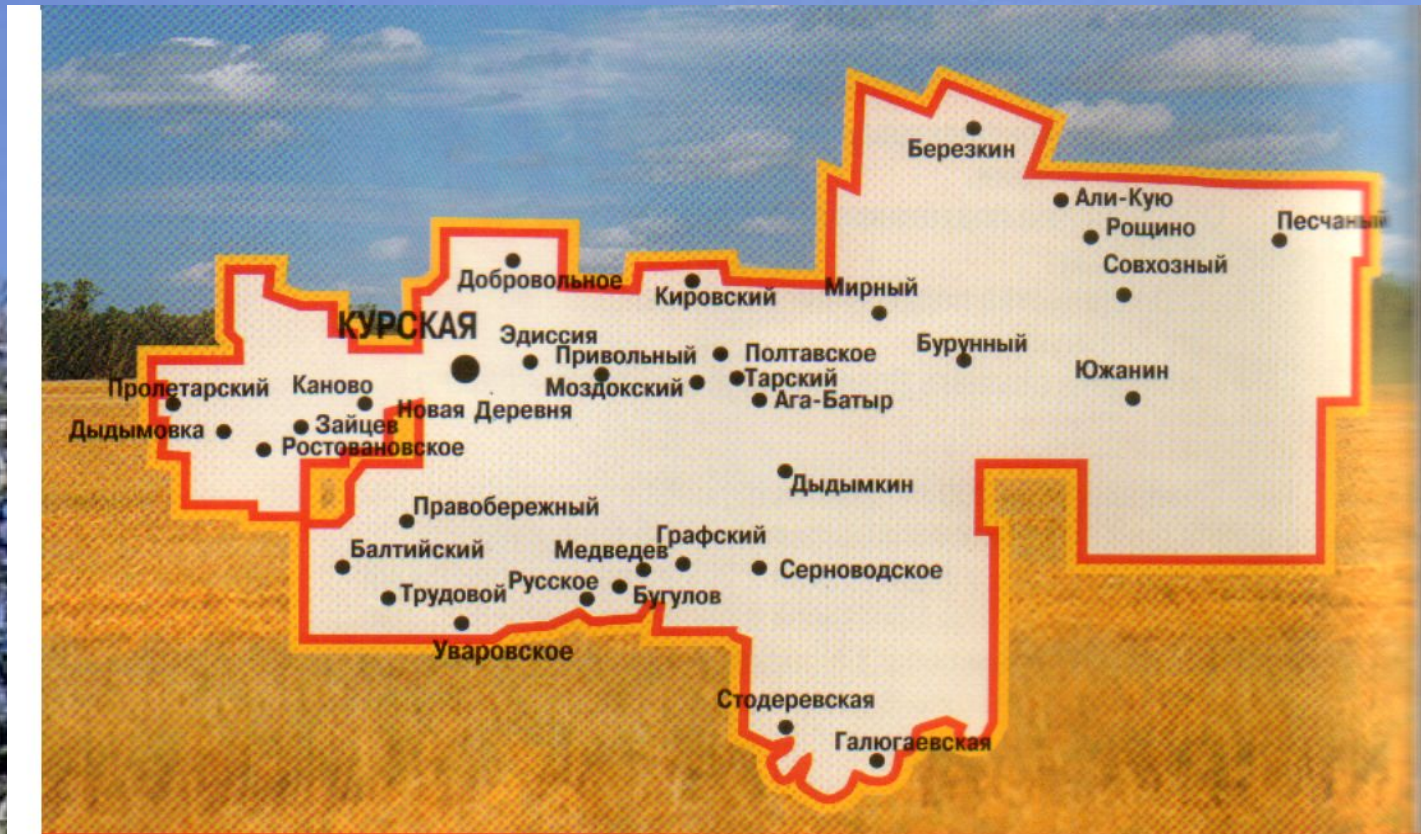 Березкин
Али-Кую
Рощино
Песчаный
Совхозный
Добровольное
Кировский
Мирный
КУРСКАЯ
Эдиссия
Привольный
Полтавское
Бурунный
Моздокский
Тарский
Южанин
Пролетарский
Каново
Новая Деревня
Ага-Батыр
Дыдымовка
Зайцев
Ростовановское
Дыдымкин
Правобережный
Графский
Балтийский
Медведев
Серноводское
Трудовой
Русское
Бугулов
Уваровское
Стодеревская
Галюгаевская